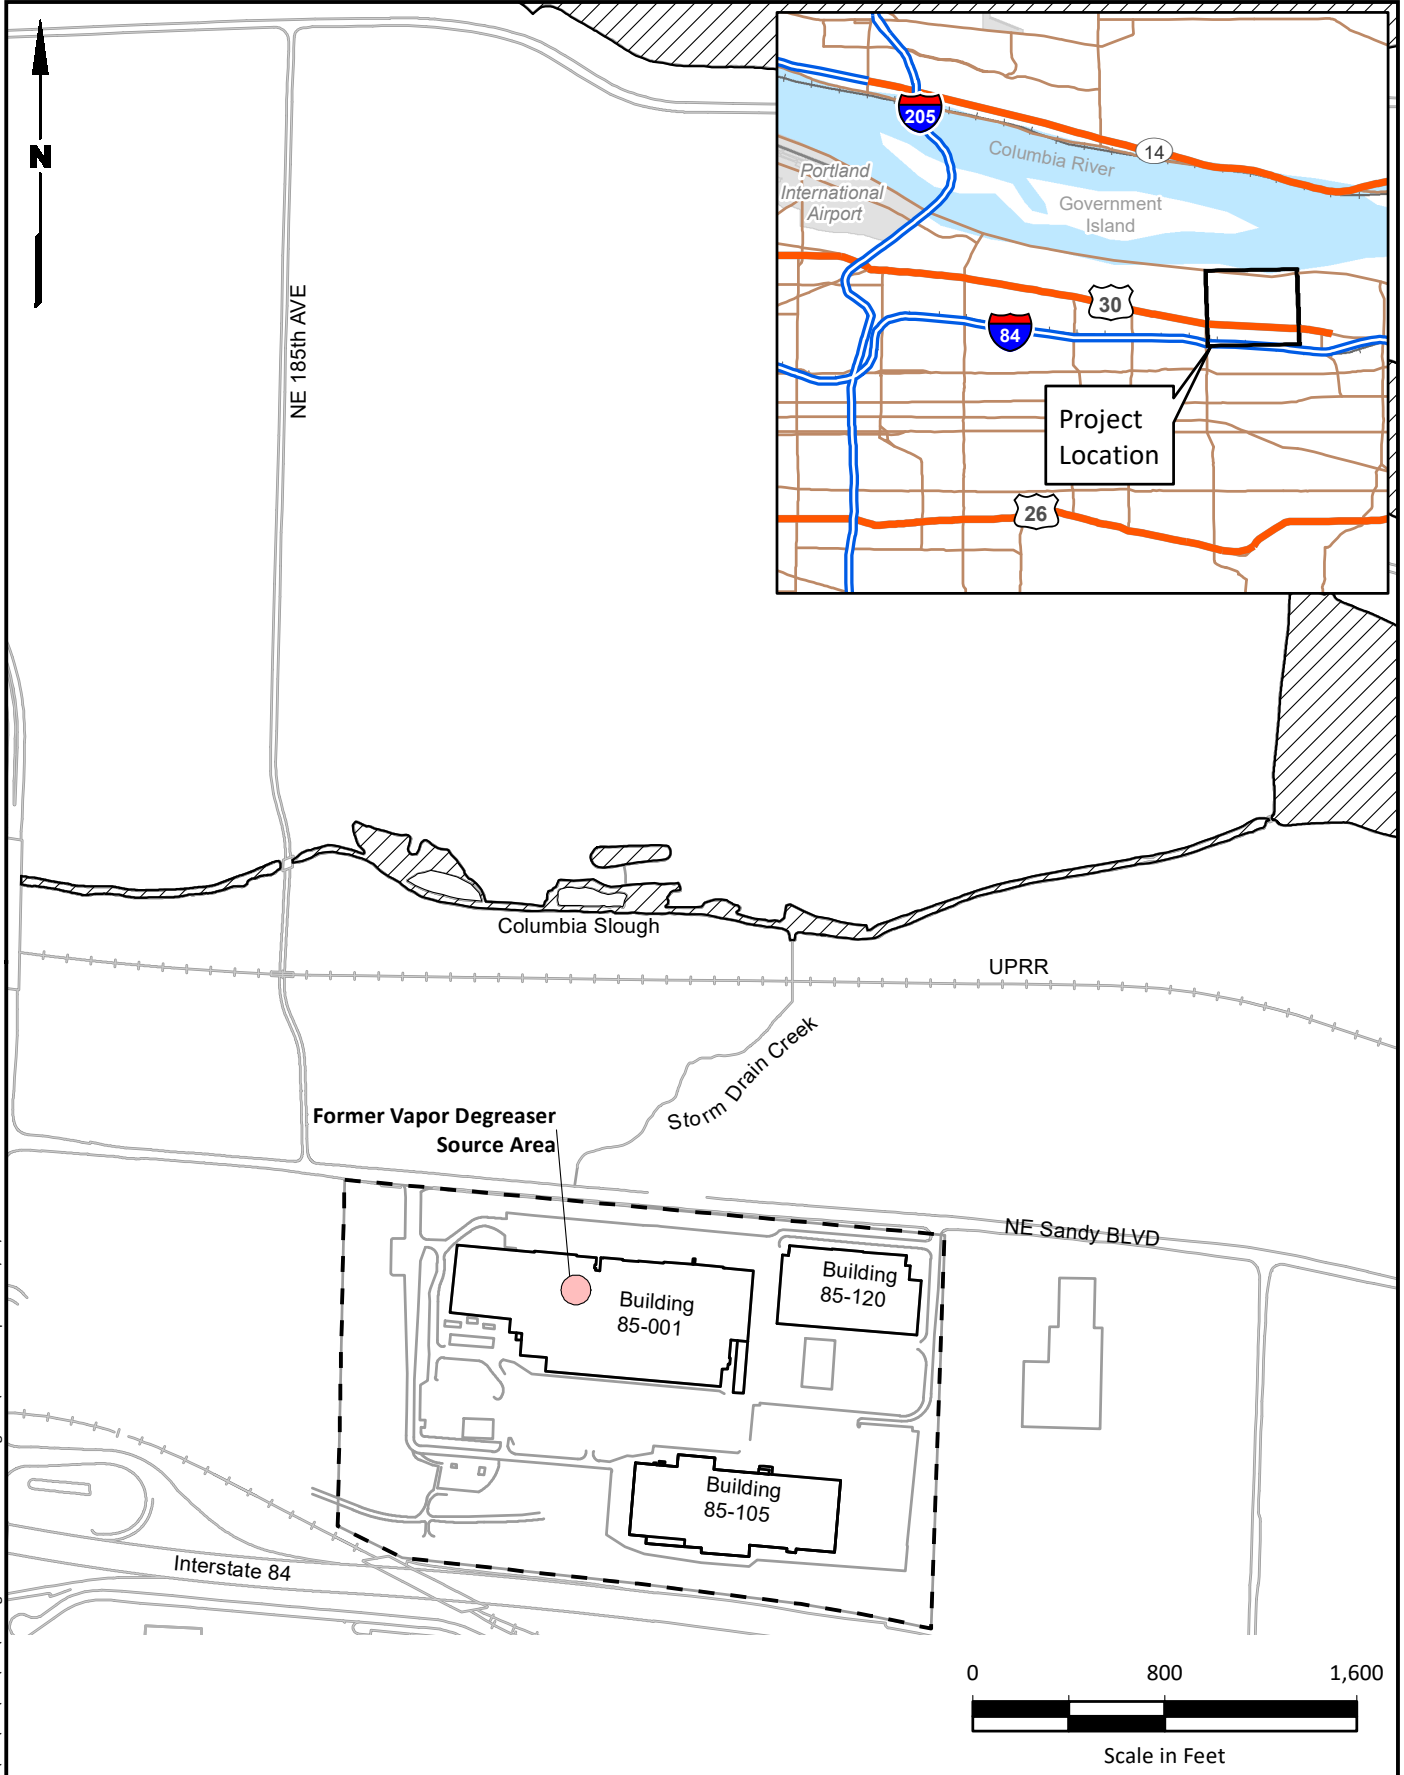 N
NE 185th AVE
205
14
Columbia River
Portland
International
Airport
Government
Island
30
84
Project
Location
26
Columbia Slough
UPRR
Storm Drain Creek
Former Vapor Degreaser
Source Area
NE Sandy BLVD
Building
85-001
Building
85-120
Building
85-105
Interstate 84
0 800 1,600
Scale in Feet